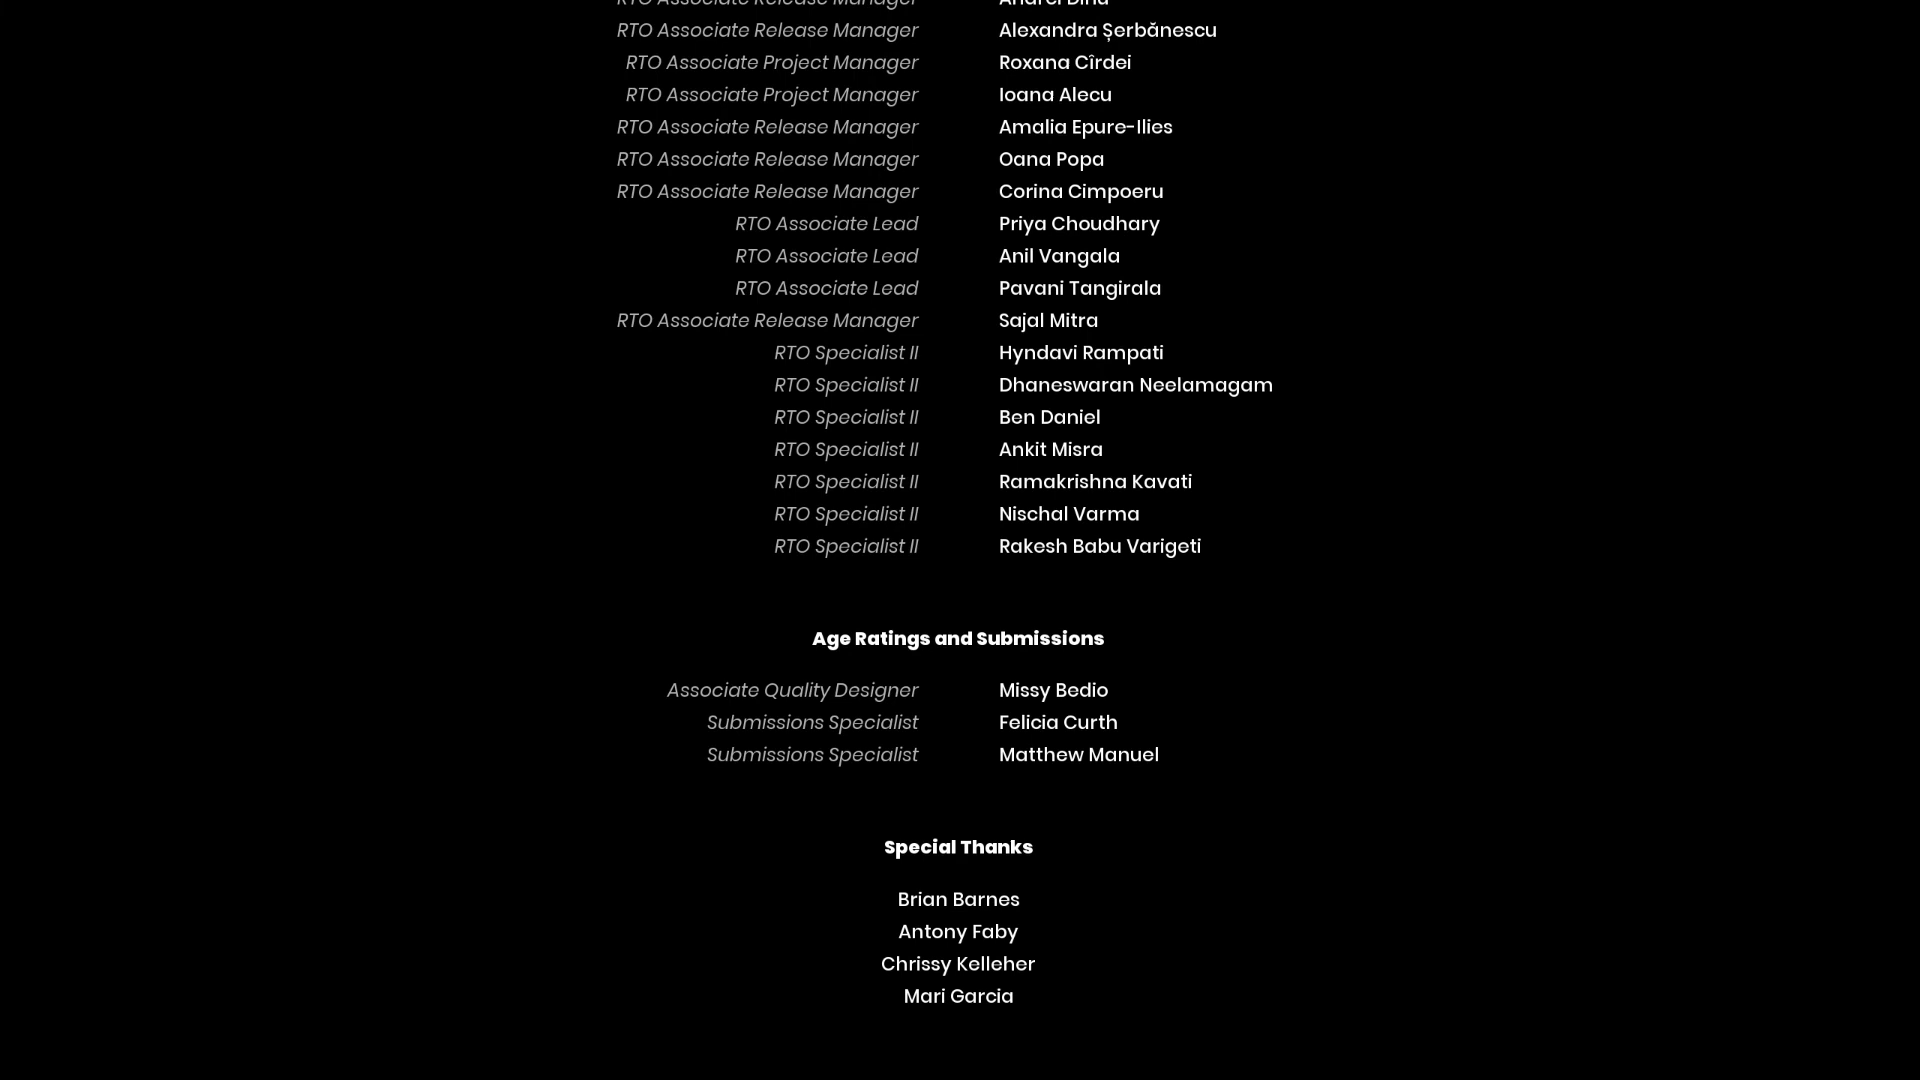 RTO Associate Release Manager Andrei Dinu
RTO Associate Release Manager Alexandra Șerbănescu
RTO Associate Project Manager Roxana Cîrdei
RTO Associate Project Manager Ioana Alecu
RTO Associate Release Manager Amalia Epure-Ilies
RTO Associate Release Manager Oana Popa
RTO Associate Release Manager Corina Cimpoeru
RTO Associate Lead Priya Choudhary
RTO Associate Lead Anil Vangala
RTO Associate Lead Pavani Tangirala
RTO Associate Release Manager Sajal Mitra
RTO Specialist II Hyndavi Rampati
RTO Specialist II Dhaneswaran Neelamagam
RTO Specialist II Ben Daniel
RTO Specialist II Ankit Misra
RTO Specialist II Ramakrishna Kavati
RTO Specialist II Nischal Varma
RTO Specialist II Rakesh Babu Varigeti
Age Ratings and Submissions
Associate Quality Designer Missy Bedio
Submissions Specialist Felicia Curth
Submissions Specialist Matthew Manuel
Special Thanks
Brian Barnes
Antony Faby
Chrissy Kelleher
Mari Garcia